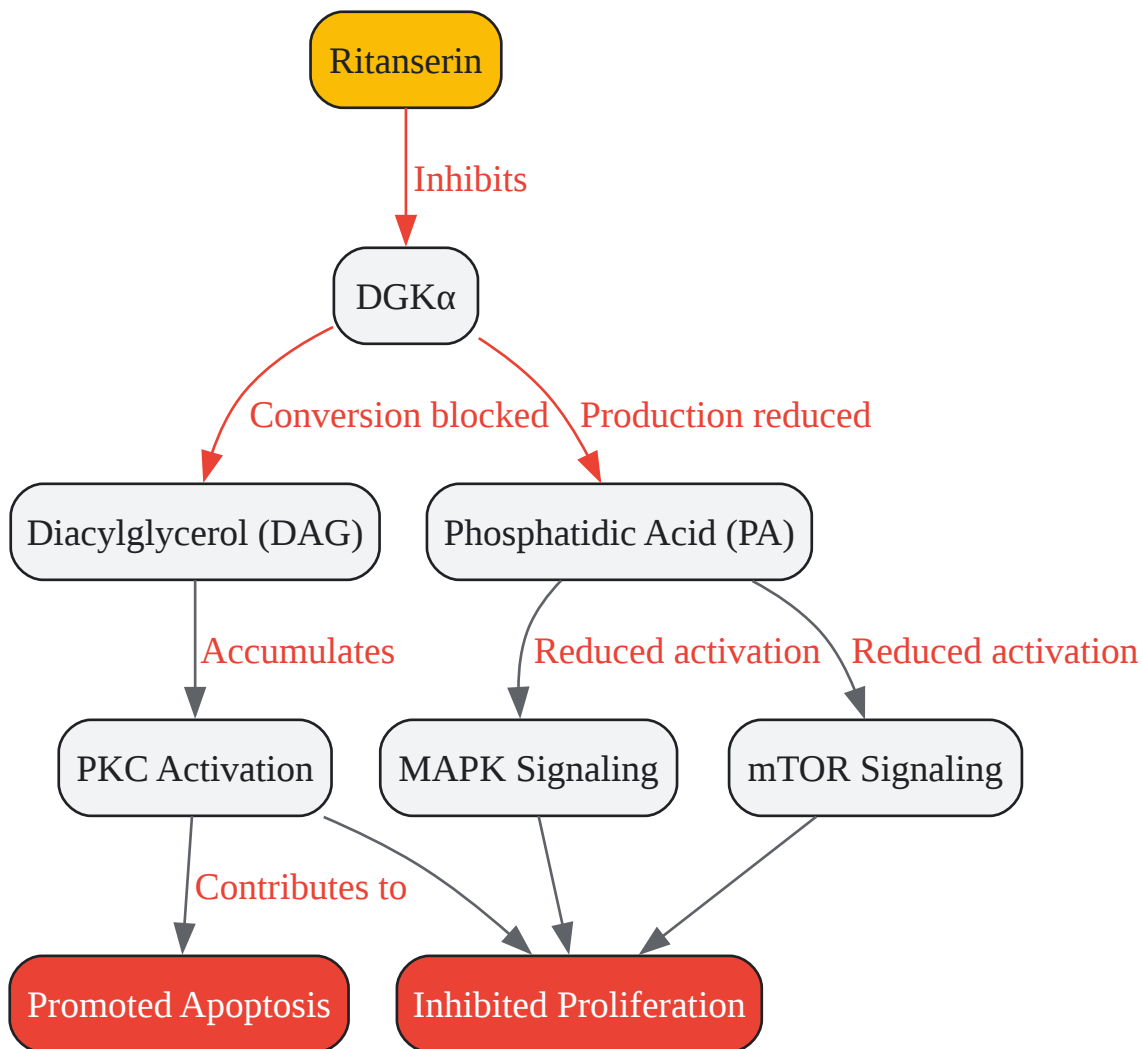 Ritanserin
Inhibits
DGKα
Conversion blocked
Production reduced
Diacylglycerol (DAG)
Phosphatidic Acid (PA)
Accumulates
Reduced activation
Reduced activation
PKC Activation
MAPK Signaling
mTOR Signaling
Contributes to
Promoted Apoptosis
Inhibited Proliferation